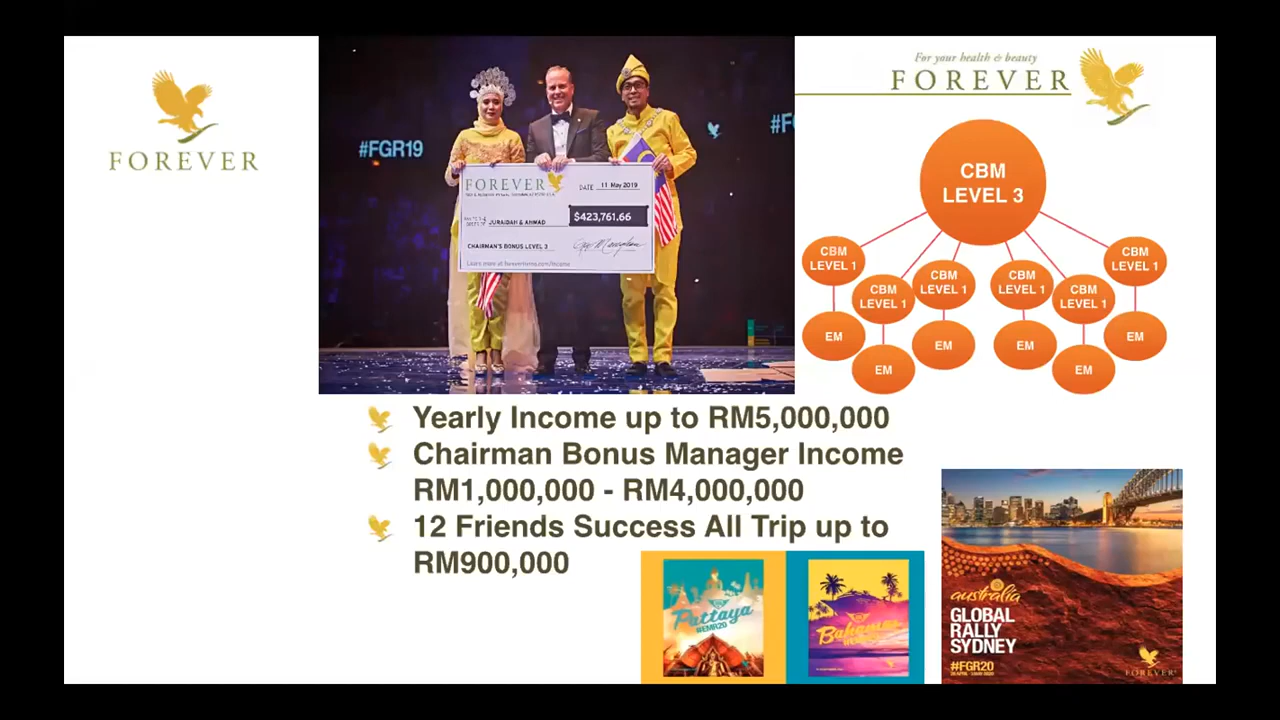 FOREVER
#FGR19
FOREVER
DATE 11 May 2019
$423,761.66
JURAIDAH & AHMAD
CHAIRMAN'S BONUS LEVEL 3
For your health & beauty
FOREVER
CBM
LEVEL 3
CBM
LEVEL 1
CBM
LEVEL 1
CBM
LEVEL 1
CBM
LEVEL 1
CBM
LEVEL 1
CBM
LEVEL 1
EM
EM
EM
EM
EM
EM
Yearly Income up to RM5,000,000
Chairman Bonus Manager Income
RM1,000,000 - RM4,000,000
12 Friends Success All Trip up to
RM900,000
Pattaya
#EMR20
Bahamas
australia
GLOBAL
RALLY
SYDNEY
#FGR20
FOREVER